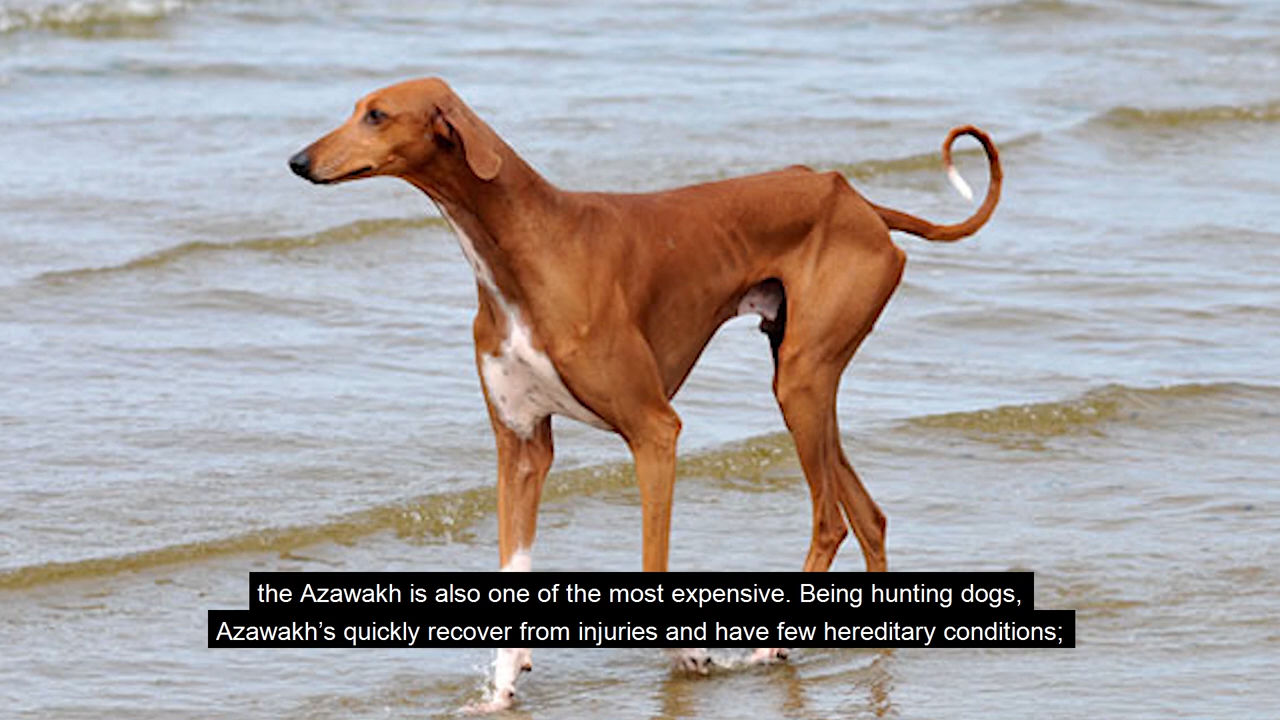 the Azawakh is also one of the most expensive. Being hunting dogs,
Azawakh’s quickly recover from injuries and have few hereditary conditions;